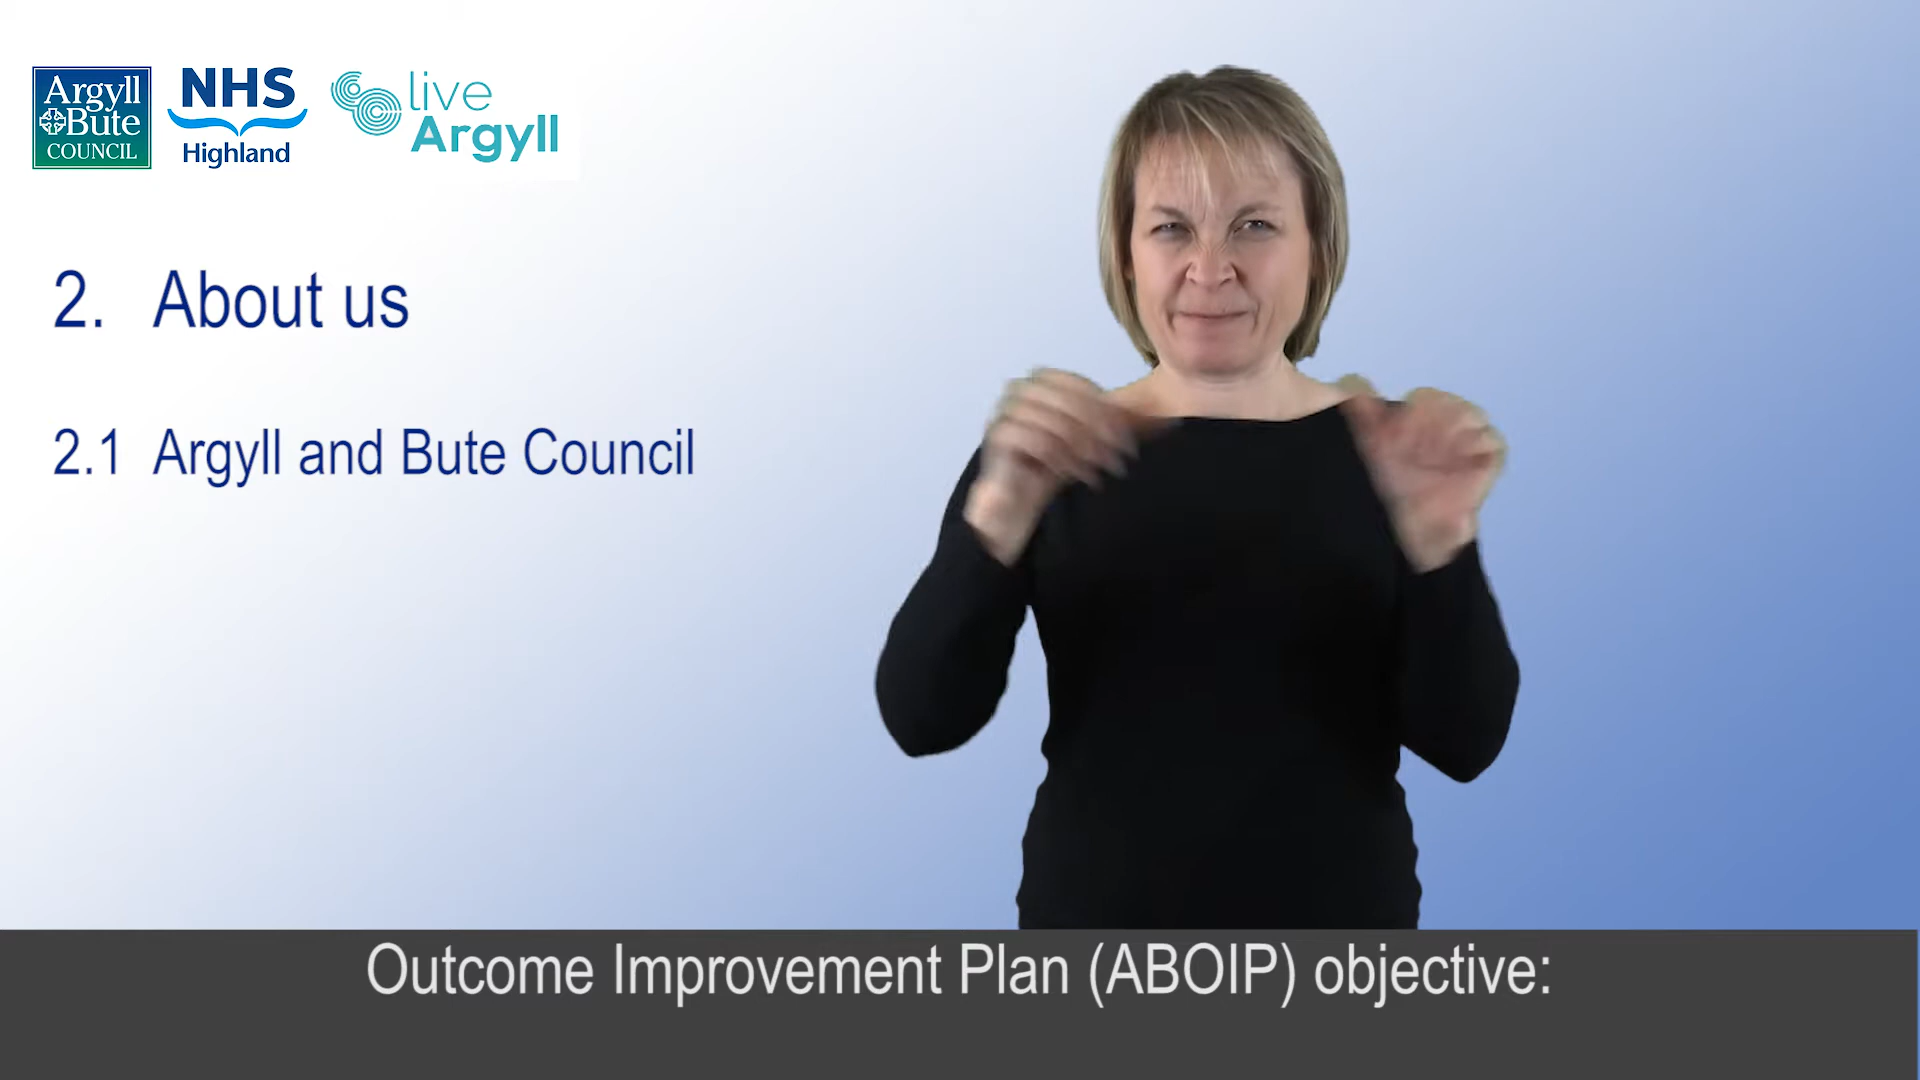 Argyll
Bute
COUNCIL
NHS
Highland
live
Argyll
2. About us
2.1 Argyll and Bute Council
Outcome Improvement Plan (ABOIP) objective: